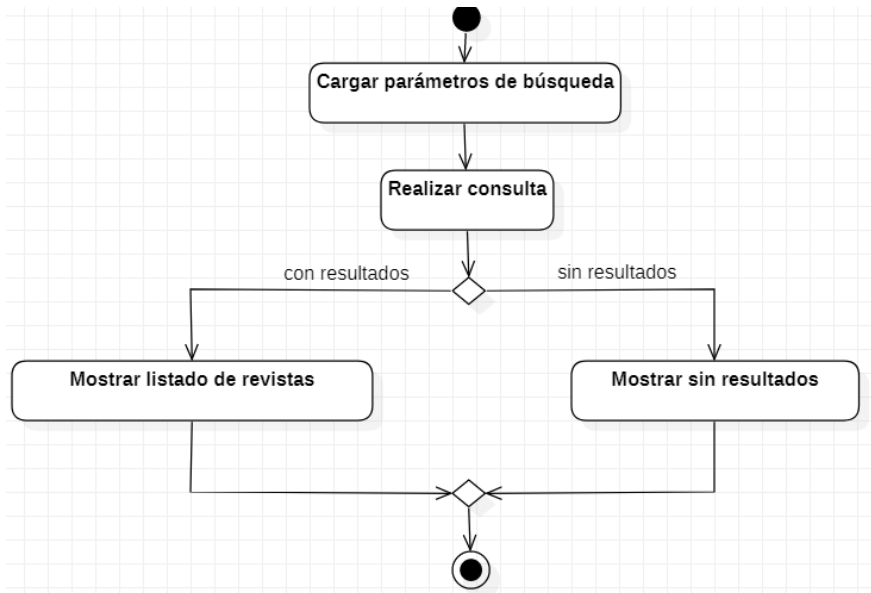 Cargar parámetros de búsqueda
Realizar consulta
con resultados
sin resultados
Mostrar listado de revistas
Mostrar sin resultados